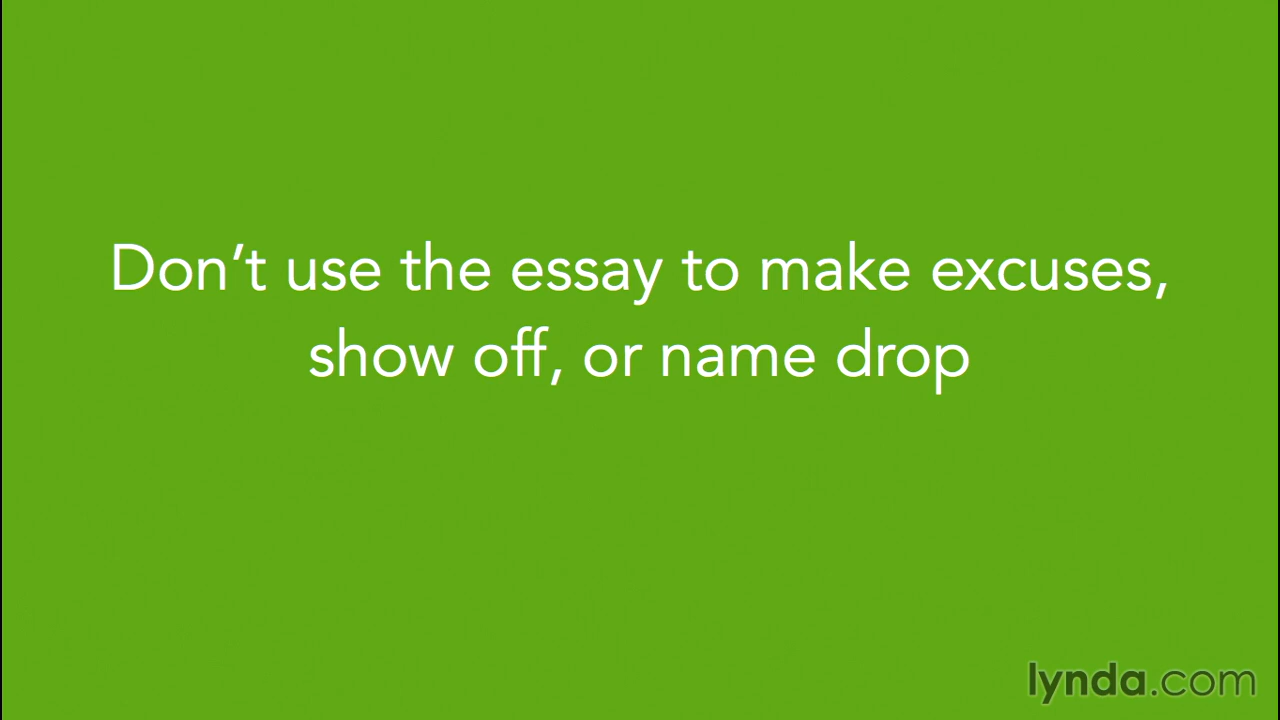 Don’t use the essay to make excuses,
show off, or name drop
lynda.com